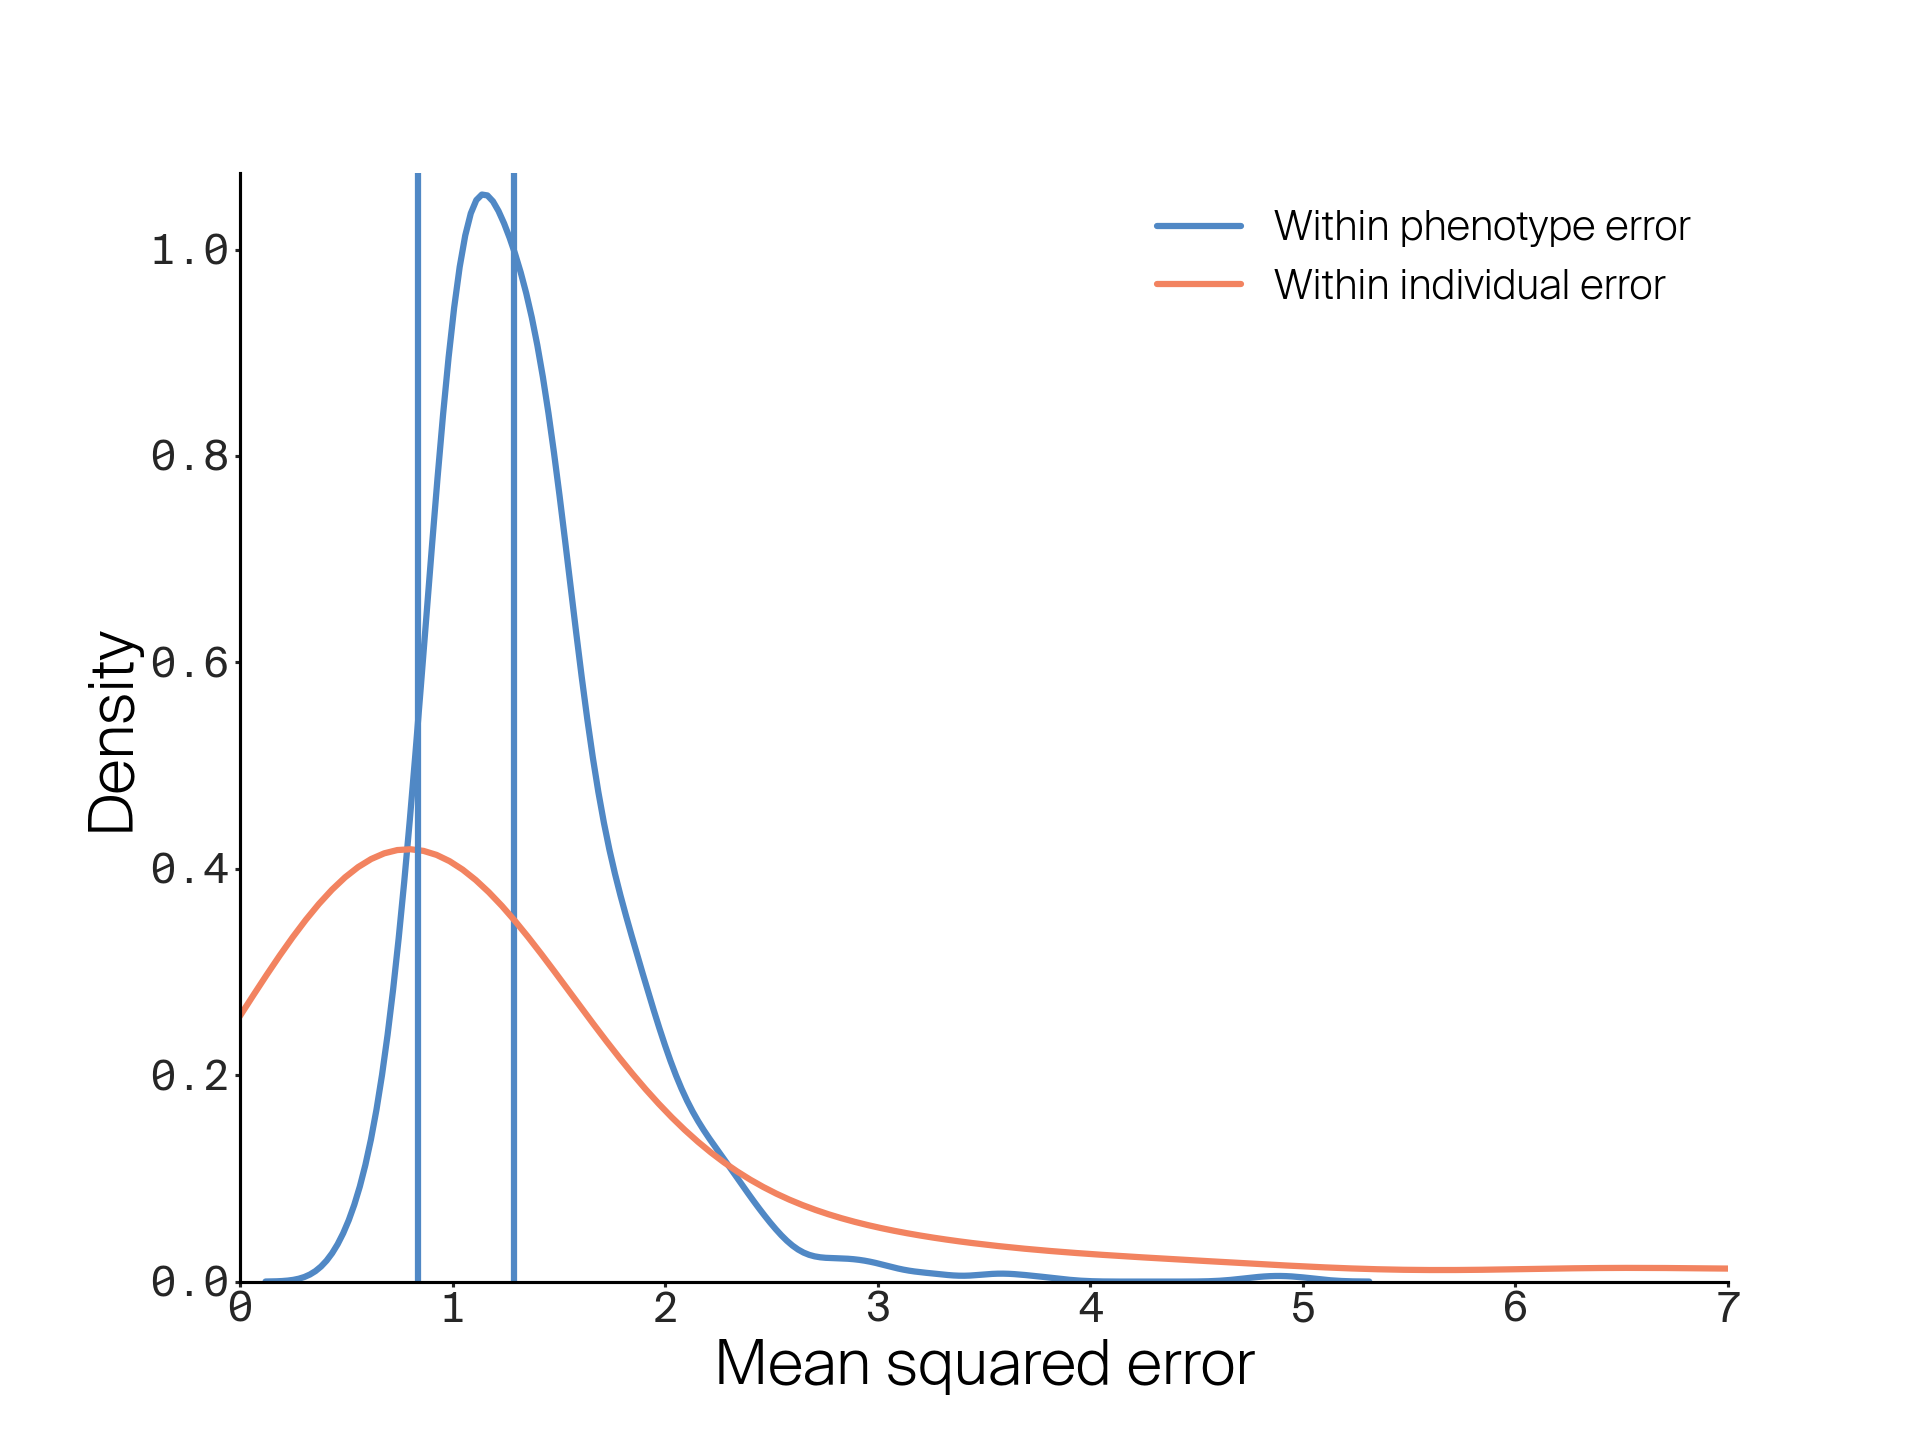 Within phenotype error
Within individual error
1.0
0.8
0.6
0.4
0.2
0.0
Density
0 1 2 3 4 5 6 7
Mean squared error